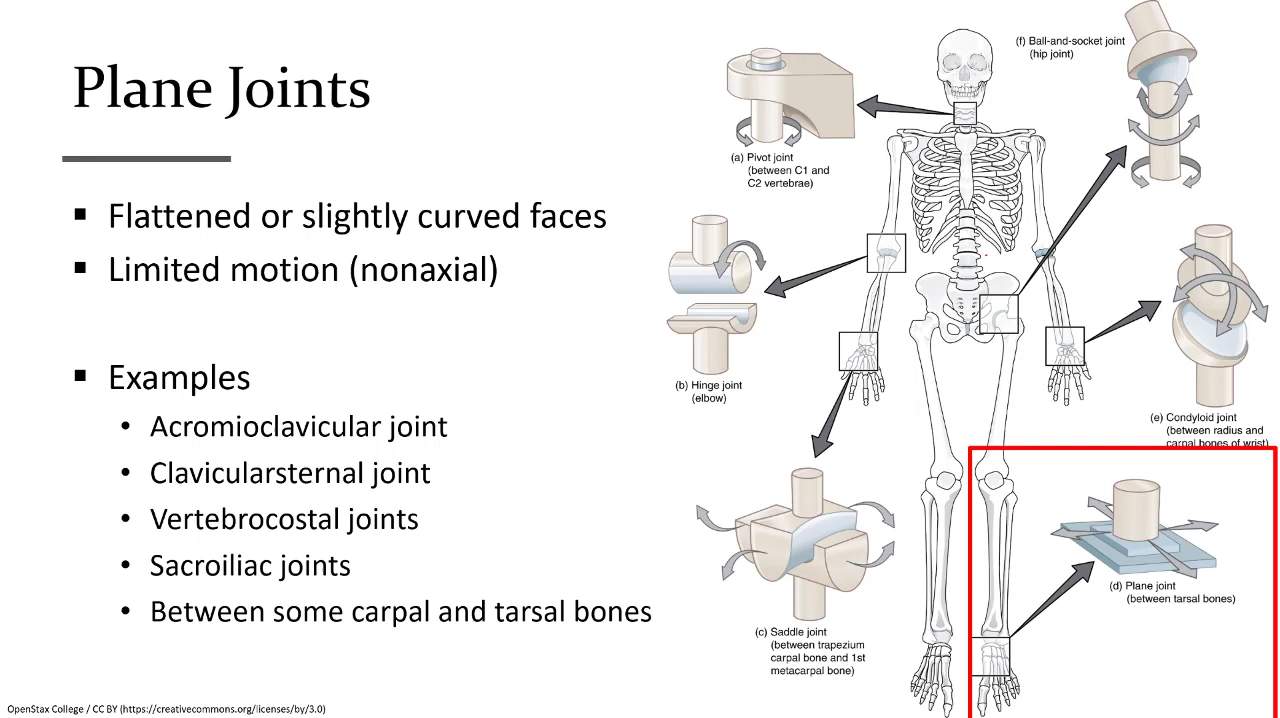 Plane Joints
▪ Flattened or slightly curved faces
▪ Limited motion (nonaxial)
▪ Examples
• Acromioclavicular joint
• Clavicularsternal joint
• Vertebrocostal joints
• Sacroiliac joints
• Between some carpal and tarsal bones
(a) Pivot joint
(between C1 and
C2 vertebrae)
(f) Ball-and-socket joint
(hip joint)
(b) Hinge joint
(elbow)
(e) Condyloid joint
(between radius and
carpal bones of wrist)
(c) Saddle joint
(between trapezium
carpal bone and 1st
metacarpal bone)
(d) Plane joint
(between tarsal bones)
OpenStax College / CC BY (https://creativecommons.org/licenses/by/3.0)